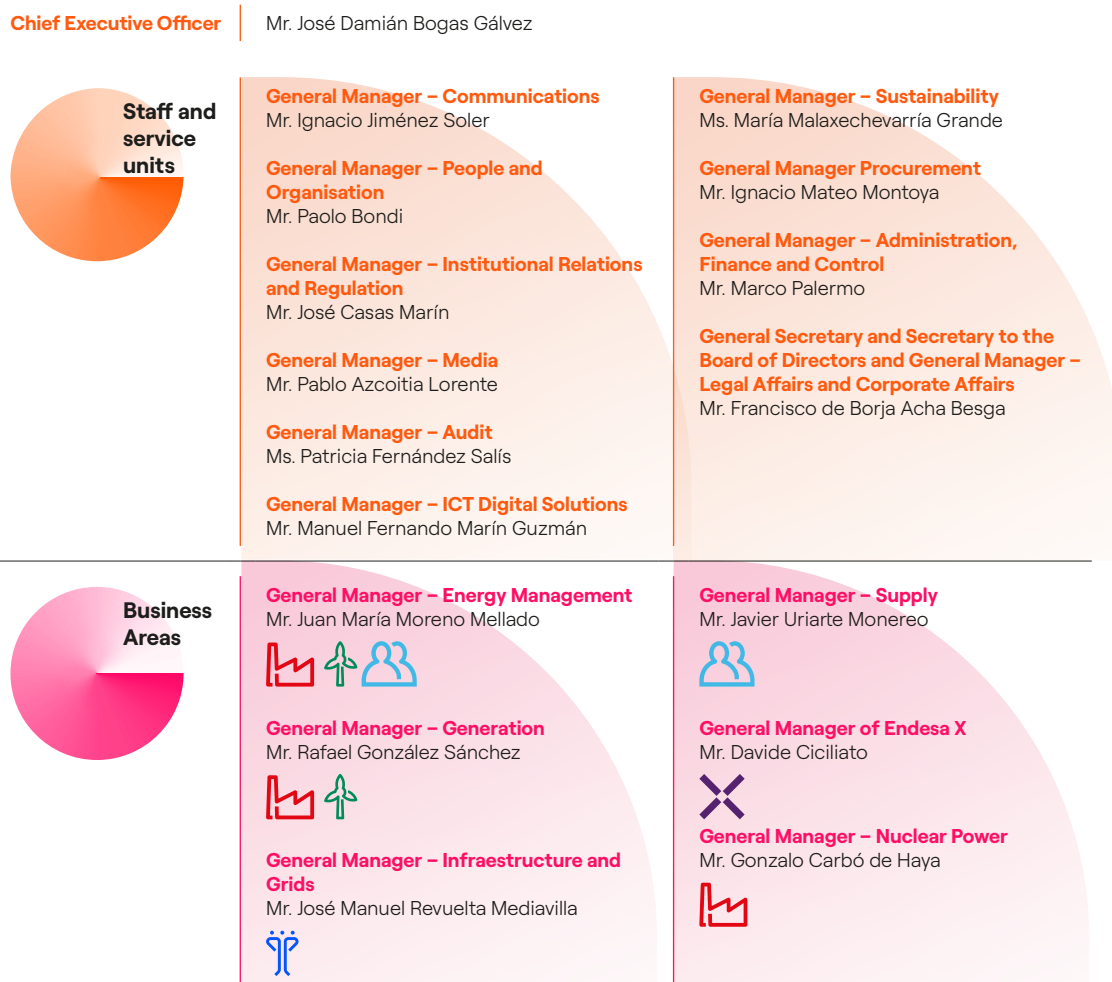 Chief Executive Officer
Mr. José Damián Bogas Gálvez
Staff and
service
units
General Manager – Communications
Mr. Ignacio Jiménez Soler
General Manager – People and
Organisation
Mr. Paolo Bondi
General Manager – Institutional Relations
and Regulation
Mr. José Casas Marín
General Manager – Media
Mr. Pablo Azcoitia Lorente
General Manager – Audit
Ms. Patricia Fernández Salís
General Manager – ICT Digital Solutions
Mr. Manuel Fernando Marín Guzmán
General Manager – Sustainability
Ms. María Malaxechevarría Grande
General Manager Procurement
Mr. Ignacio Mateo Montoya
General Manager – Administration,
Finance and Control
Mr. Marco Palermo
General Secretary and Secretary to the
Board of Directors and General Manager –
Legal Affairs and Corporate Affairs
Mr. Francisco de Borja Acha Besga
Business
Areas
General Manager – Energy Management
Mr. Juan María Moreno Mellado
General Manager – Generation
Mr. Rafael González Sánchez
General Manager – Infraestructure and
Grids
Mr. José Manuel Revuelta Mediavilla
General Manager – Supply
Mr. Javier Uriarte Monereo
General Manager of Endesa X
Mr. Davide Ciciliato
General Manager – Nuclear Power
Mr. Gonzalo Carbó de Haya